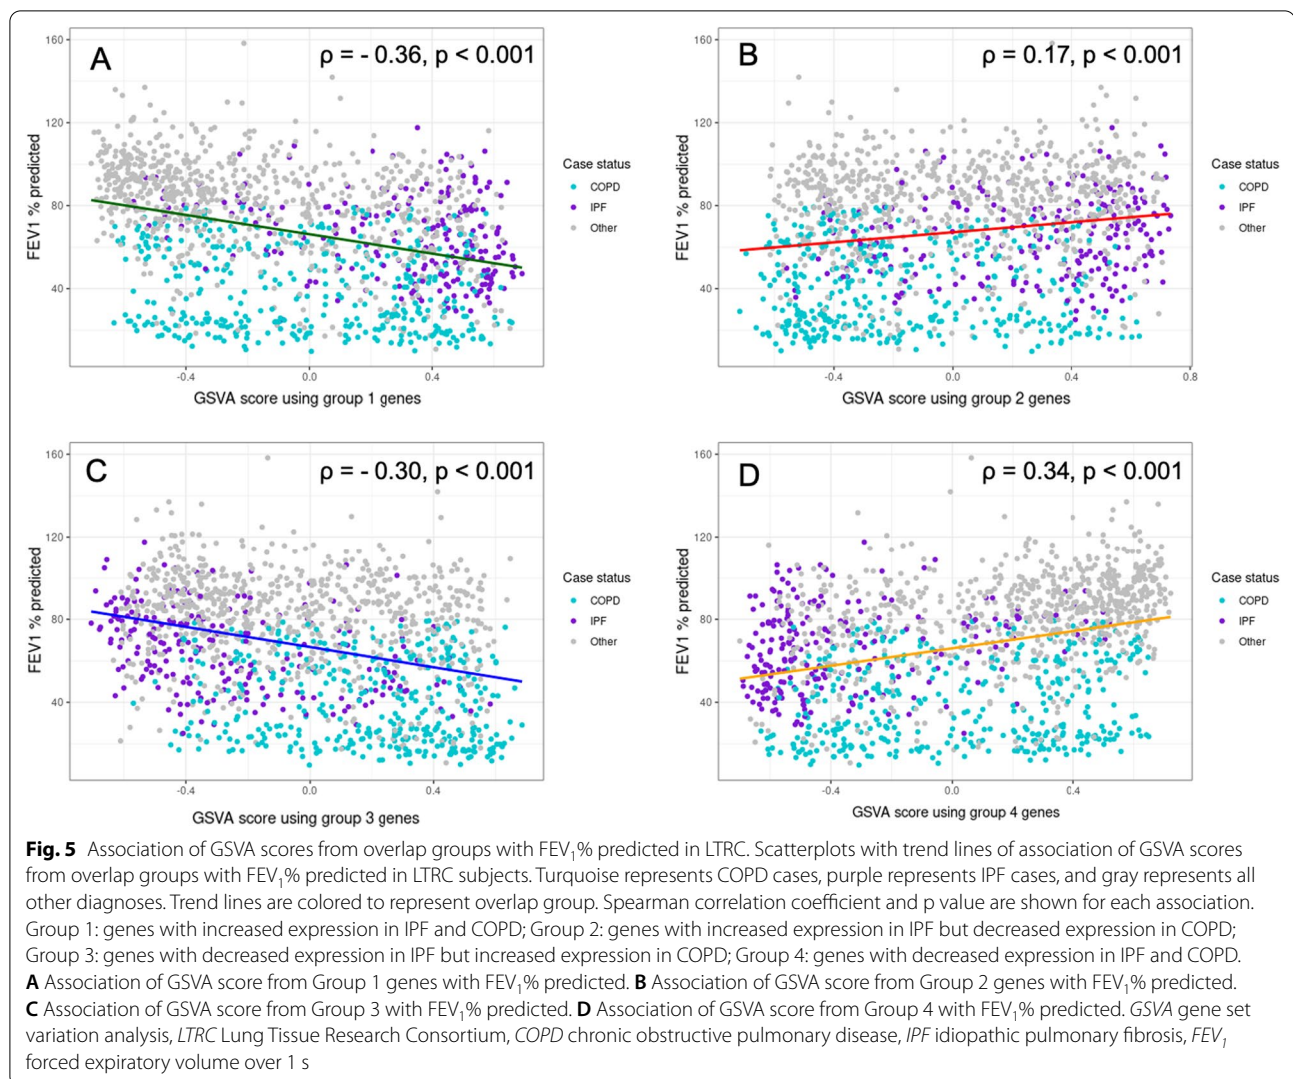 A
ρ = - 0.36, p < 0.001
160
120
80
40
FEV1 % predicted
-0.4 0.0 0.4
GSVA score using group 1 genes
Case status
COPD
IPF
Other
B
ρ = 0.17, p < 0.001
160
120
80
40
FEV1 % predicted
-0.4 0.0 0.4 0.8
GSVA score using group 2 genes
Case status
COPD
IPF
Other
C
ρ = - 0.30, p < 0.001
160
120
80
40
FEV1 % predicted
-0.4 0.0 0.4
GSVA score using group 3 genes
Case status
COPD
IPF
Other
D
ρ = 0.34, p < 0.001
160
120
80
40
FEV1 % predicted
-0.4 0.0 0.4
GSVA score using group 4 genes
Case status
COPD
IPF
Other
Fig. 5 Association of GSVA scores from overlap groups with FEV₁% predicted in LTRC. Scatterplots with trend lines of association of GSVA scores
from overlap groups with FEV₁% predicted in LTRC subjects. Turquoise represents COPD cases, purple represents IPF cases, and gray represents all
other diagnoses. Trend lines are colored to represent overlap group. Spearman correlation coefficient and p value are shown for each association.
Group 1: genes with increased expression in IPF and COPD; Group 2: genes with increased expression in IPF but decreased expression in COPD;
Group 3: genes with decreased expression in IPF but increased expression in COPD; Group 4: genes with decreased expression in IPF and COPD.
A Association of GSVA score from Group 1 genes with FEV₁% predicted. B Association of GSVA score from Group 2 genes with FEV₁% predicted.
C Association of GSVA score from Group 3 with FEV₁% predicted. D Association of GSVA score from Group 4 with FEV₁% predicted. GSVA gene set
variation analysis, LTRC Lung Tissue Research Consortium, COPD chronic obstructive pulmonary disease, IPF idiopathic pulmonary fibrosis, FEV₁
forced expiratory volume over 1 s